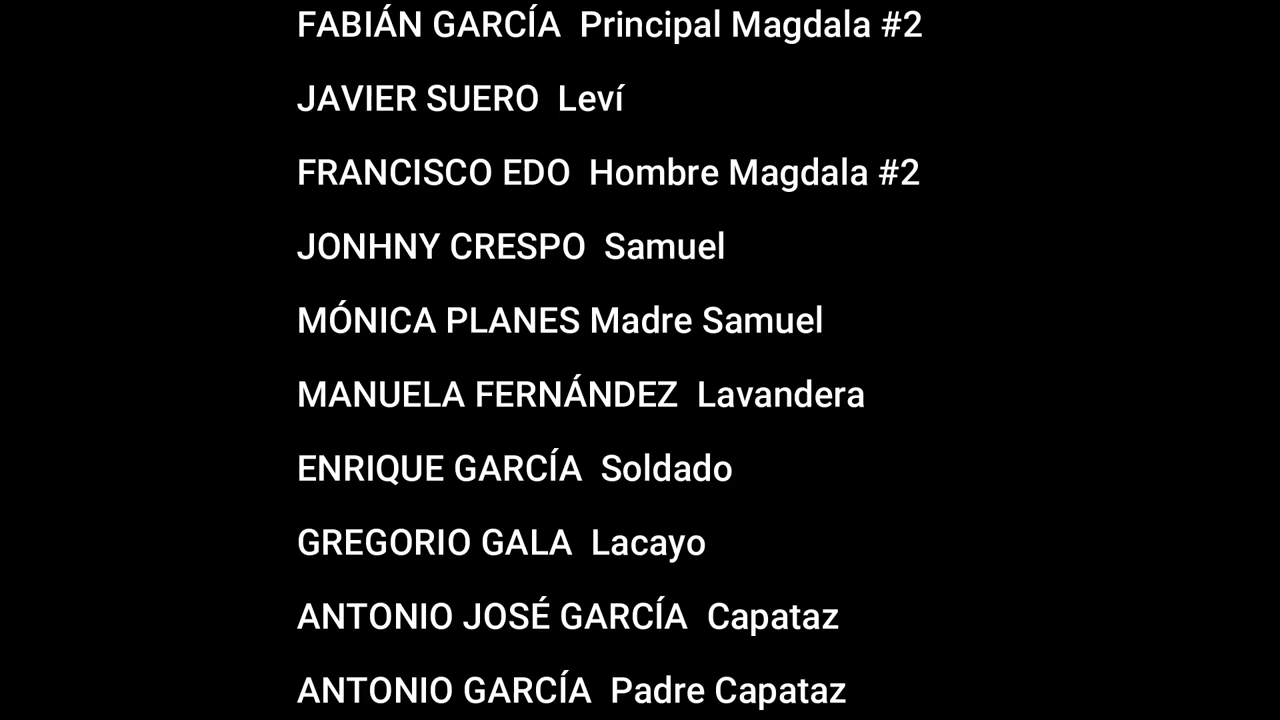 FABIÁN GARCÍA  Principal Magdala #2
JAVIER SUERO  Leví
FRANCISCO EDO  Hombre Magdala #2
JONHNY CRESPO  Samuel
MÓNICA PLANES Madre Samuel
MANUELA FERNÁNDEZ  Lavandera
ENRIQUE GARCÍA  Soldado
GREGORIO GALA  Lacayo
ANTONIO JOSÉ GARCÍA  Capataz
ANTONIO GARCÍA  Padre Capataz